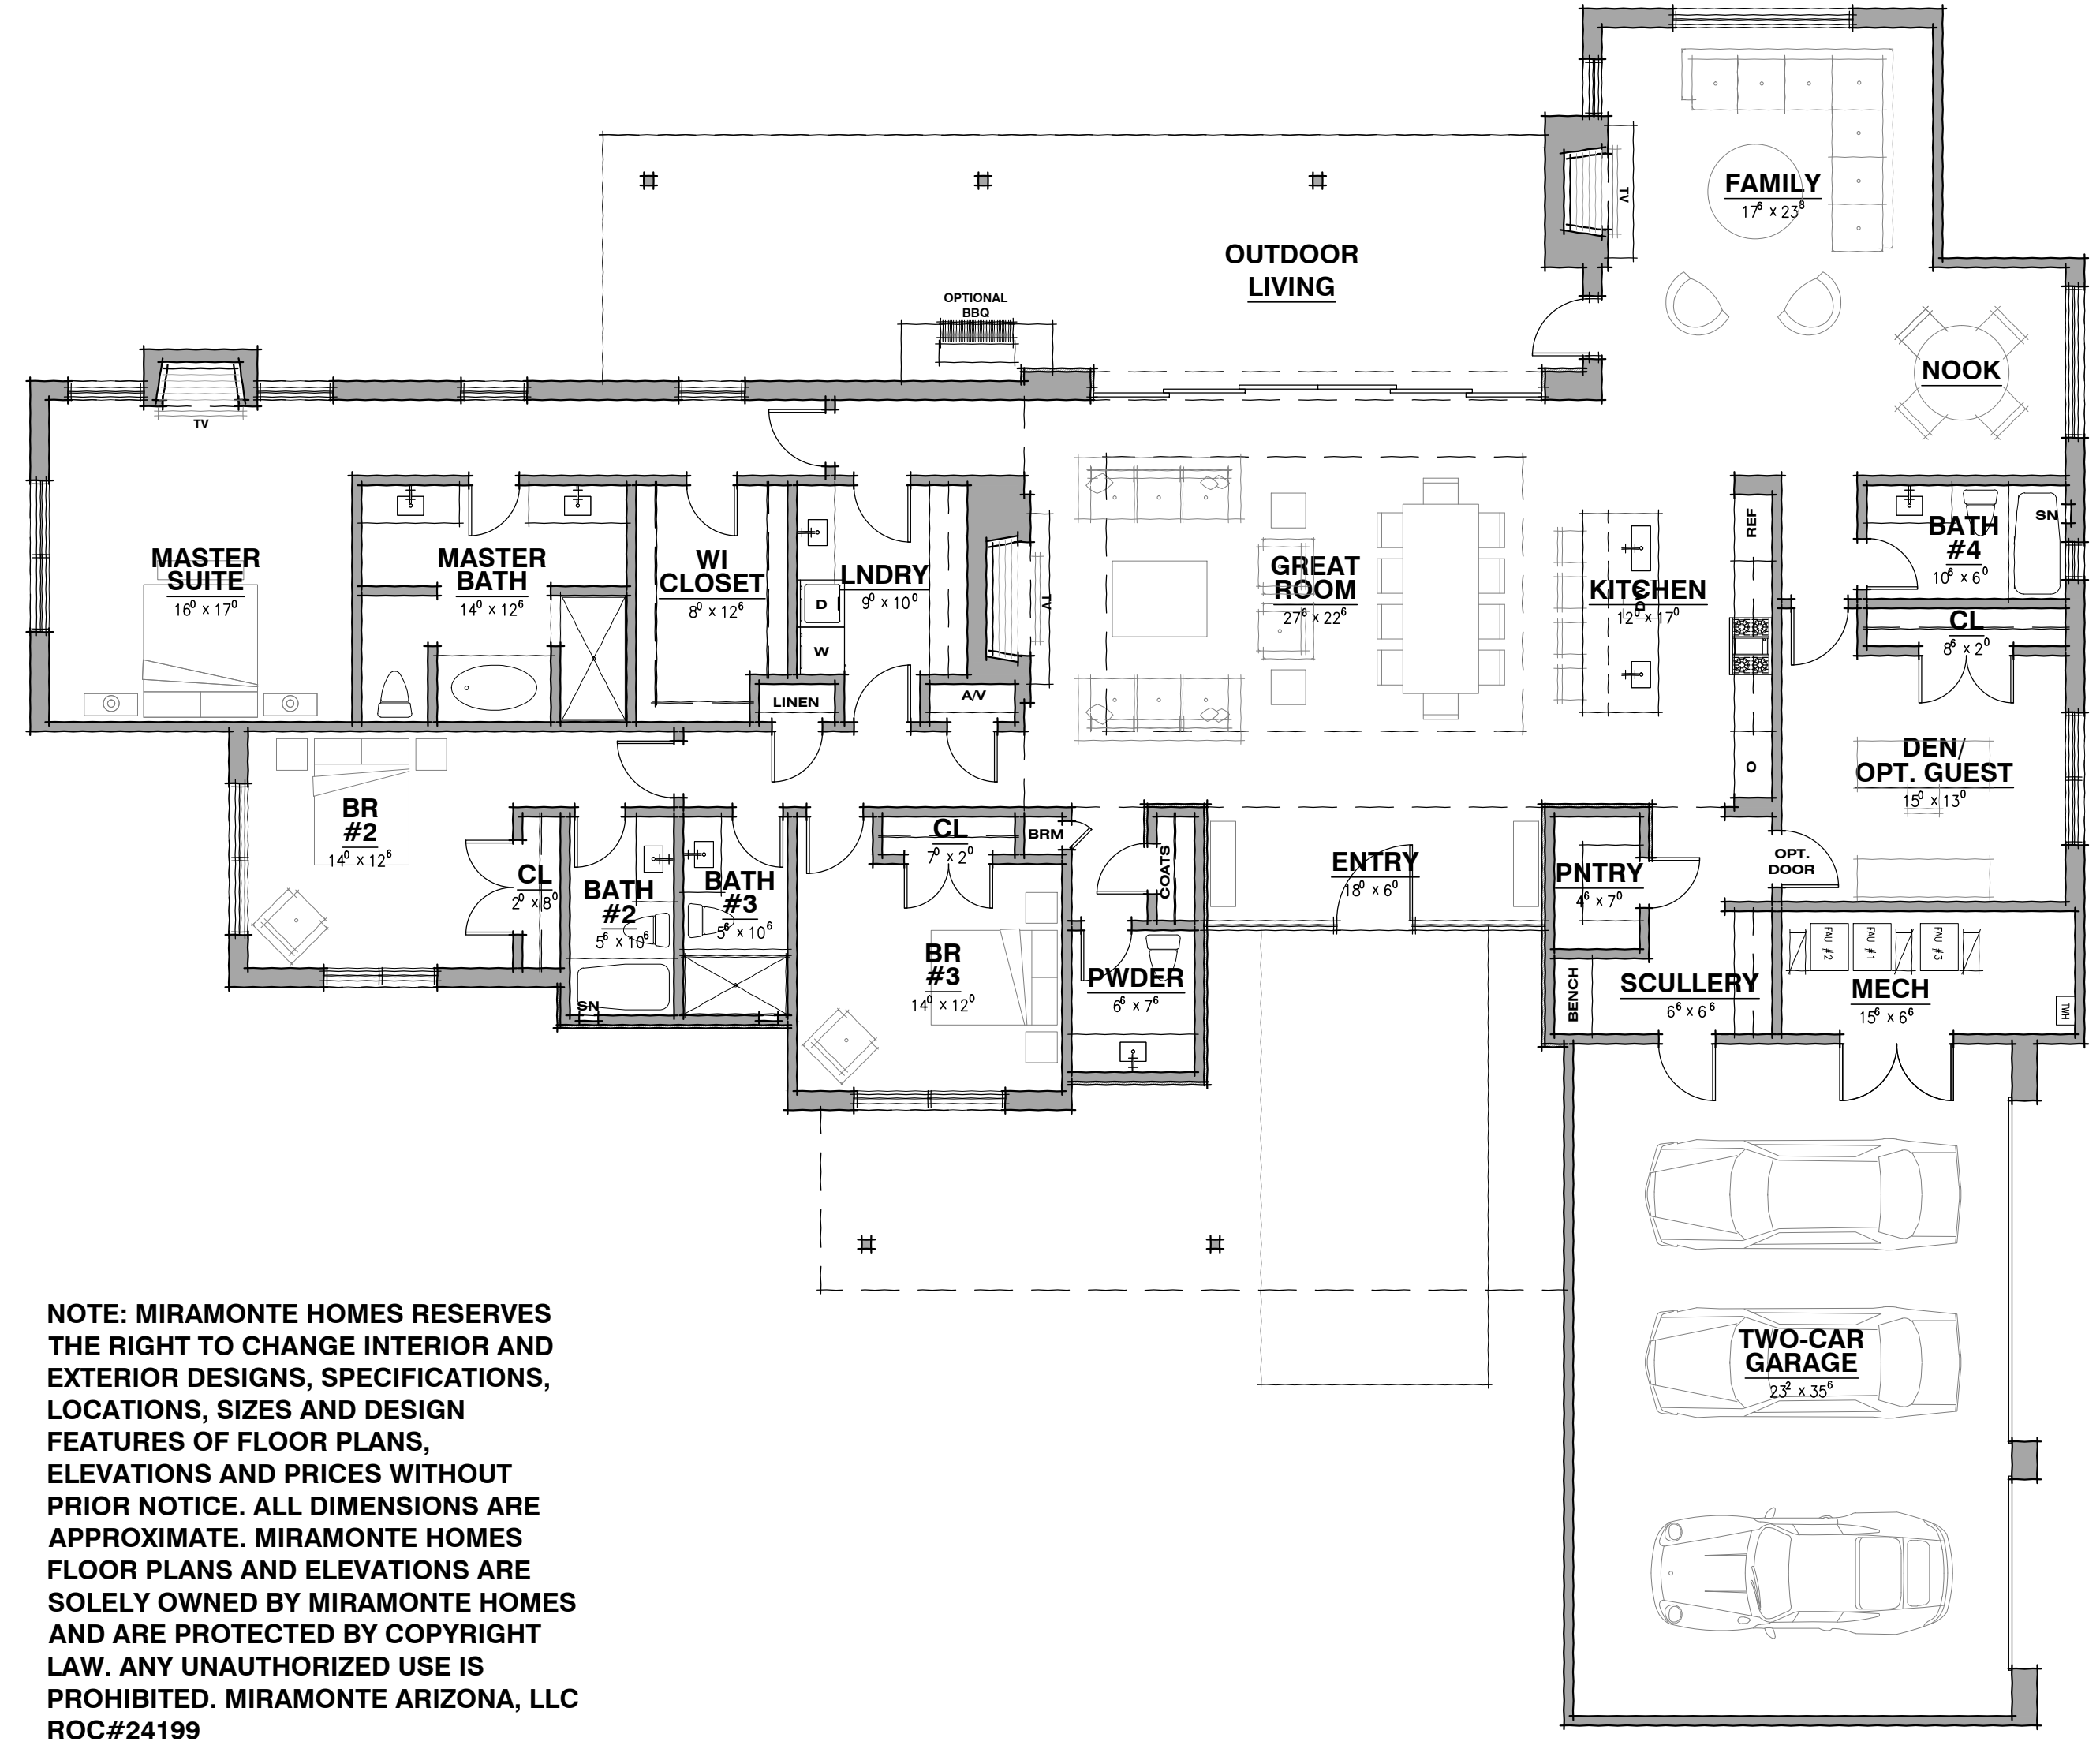 FAMILY
17⁶ x 23⁸
TV
OUTDOOR
LIVING
OPTIONAL
BBQ
NOOK
TV
MASTER
SUITE
16⁰ x 17⁰
MASTER
BATH
14⁰ x 12⁶
WI
CLOSET
8⁰ x 12⁶
LNDRY
9⁰ x 10⁰
D
W
LINEN
A/V
TV
GREAT
ROOM
27⁶ x 22⁶
KITCHEN
12⁰ x 17⁰
DW
REF
O
BATH
#4
10⁶ x 6⁰
SN
CL
8⁶ x 2⁰
DEN/
OPT. GUEST
15⁰ x 13⁰
OPT.
DOOR
BR
#2
14⁰ x 12⁶
CL
2⁰ x 8⁰
BATH
#2
5⁶ x 10⁶
SN
BATH
#3
5⁶ x 10⁶
CL
7⁰ x 2⁰
BRM
COATS
BR
#3
14⁰ x 12⁰
PWDER
6⁶ x 7⁶
ENTRY
18⁰ x 6⁰
PNTRY
4⁶ x 7⁰
BENCH
SCULLERY
6⁶ x 6⁶
FAU #2
FAU #1
FAU #3
MECH
15⁶ x 6⁶
TWH
TWO-CAR
GARAGE
23² x 35⁶
NOTE: MIRAMONTE HOMES RESERVES
THE RIGHT TO CHANGE INTERIOR AND
EXTERIOR DESIGNS, SPECIFICATIONS,
LOCATIONS, SIZES AND DESIGN
FEATURES OF FLOOR PLANS,
ELEVATIONS AND PRICES WITHOUT
PRIOR NOTICE. ALL DIMENSIONS ARE
APPROXIMATE. MIRAMONTE HOMES
FLOOR PLANS AND ELEVATIONS ARE
SOLELY OWNED BY MIRAMONTE HOMES
AND ARE PROTECTED BY COPYRIGHT
LAW. ANY UNAUTHORIZED USE IS
PROHIBITED. MIRAMONTE ARIZONA, LLC
ROC#24199